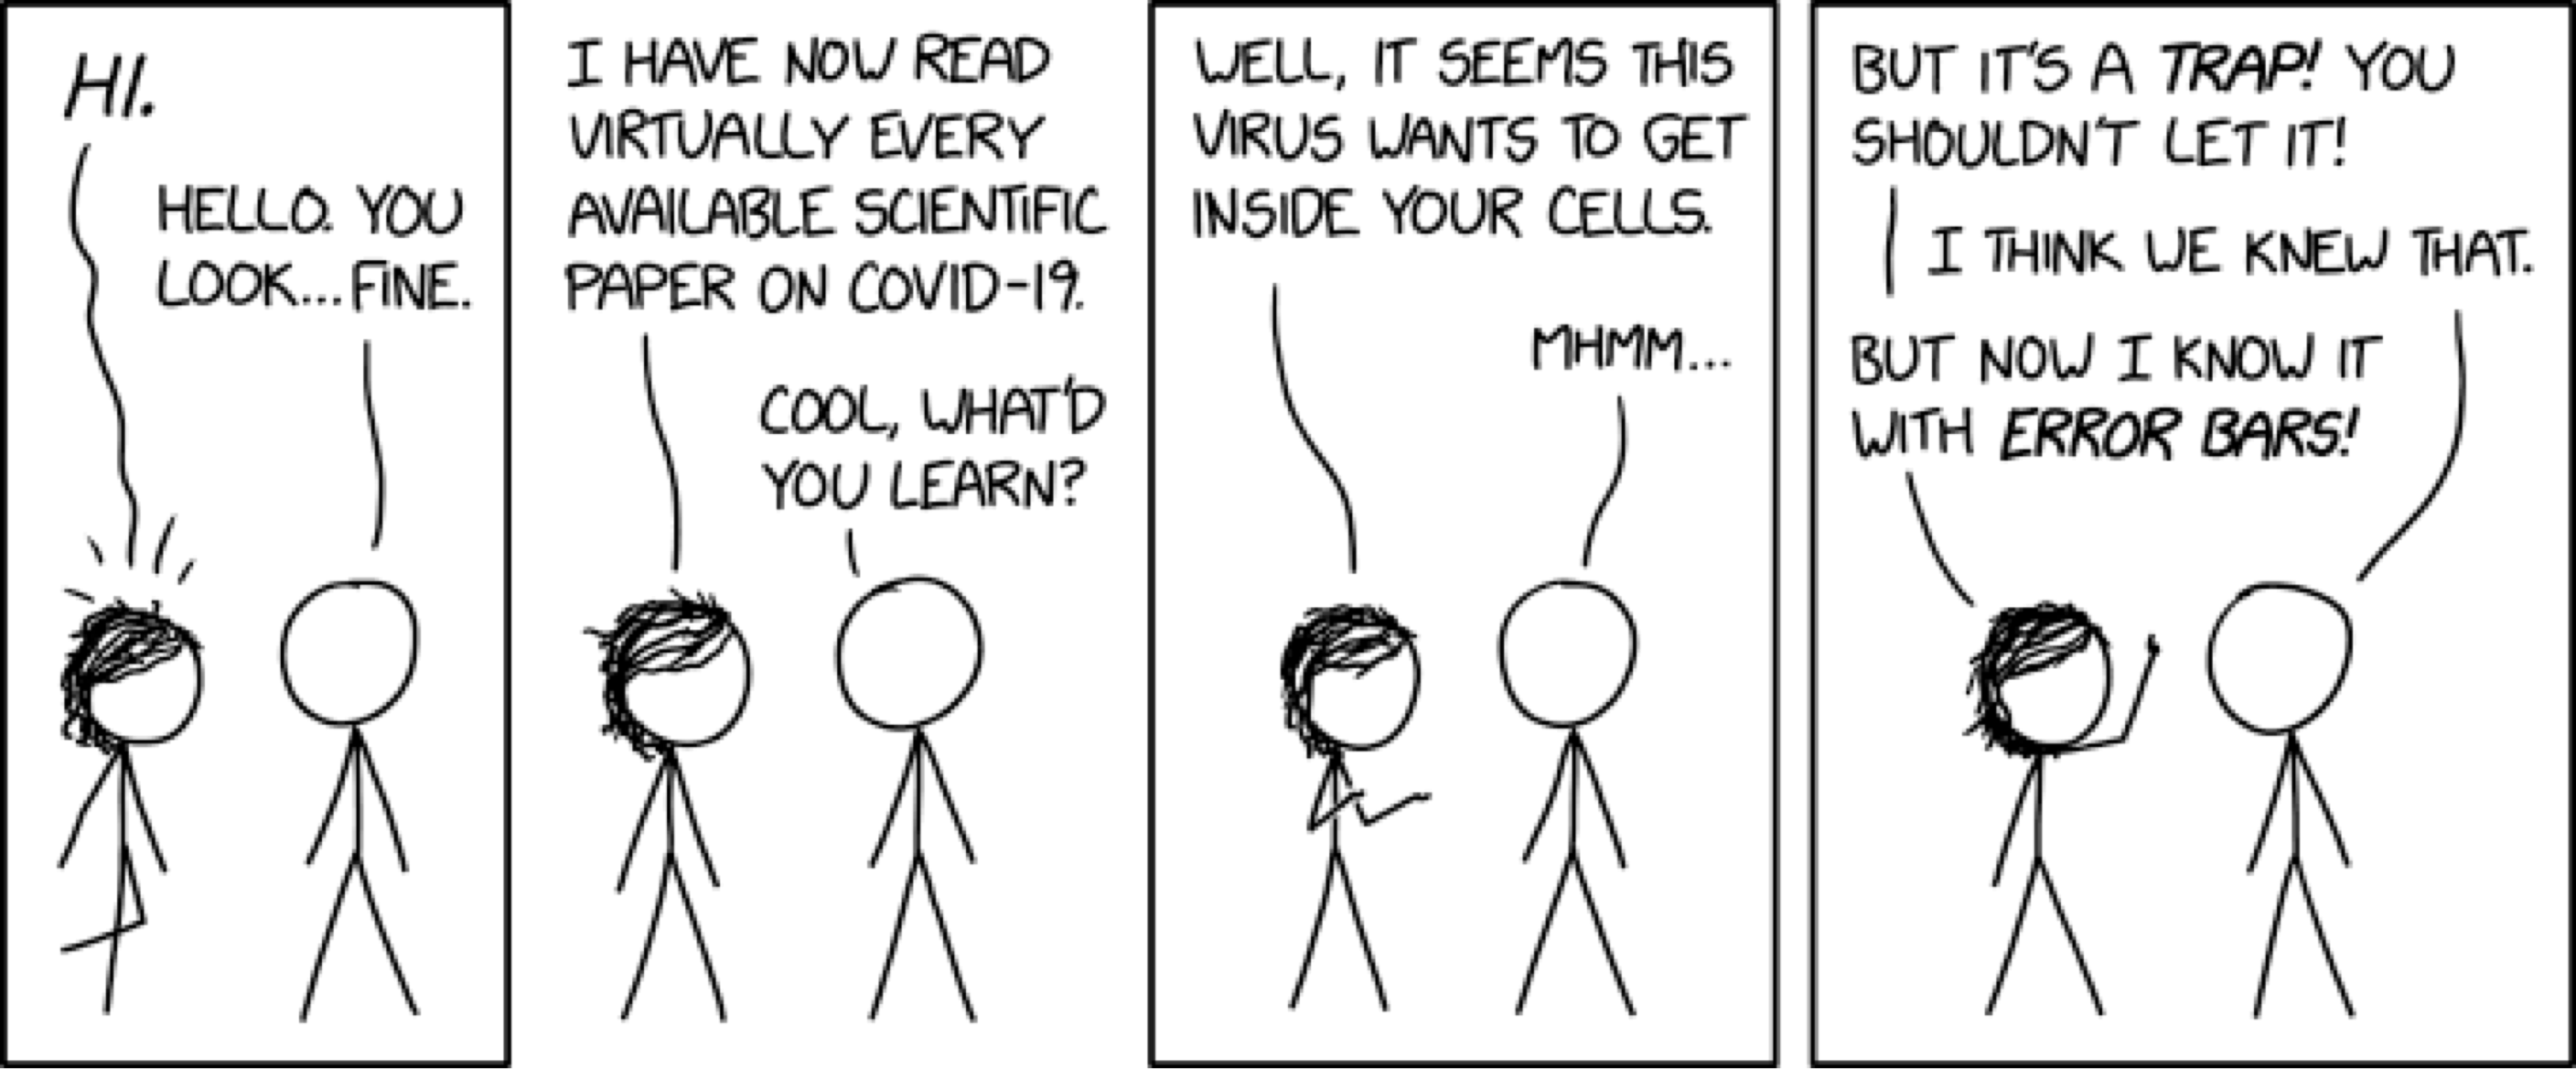 HI.
HELLO. YOU
LOOK...FINE.
I HAVE NOW READ
VIRTUALLY EVERY
AVAILABLE SCIENTIFIC
PAPER ON COVID-19.
COOL, WHAT'D
YOU LEARN?
WELL, IT SEEMS THIS
VIRUS WANTS TO GET
INSIDE YOUR CELLS.
MHMM...
BUT IT'S A TRAP! YOU
SHOULDN'T LET IT!
I THINK WE KNEW THAT.
BUT NOW I KNOW IT
WITH ERROR BARS!